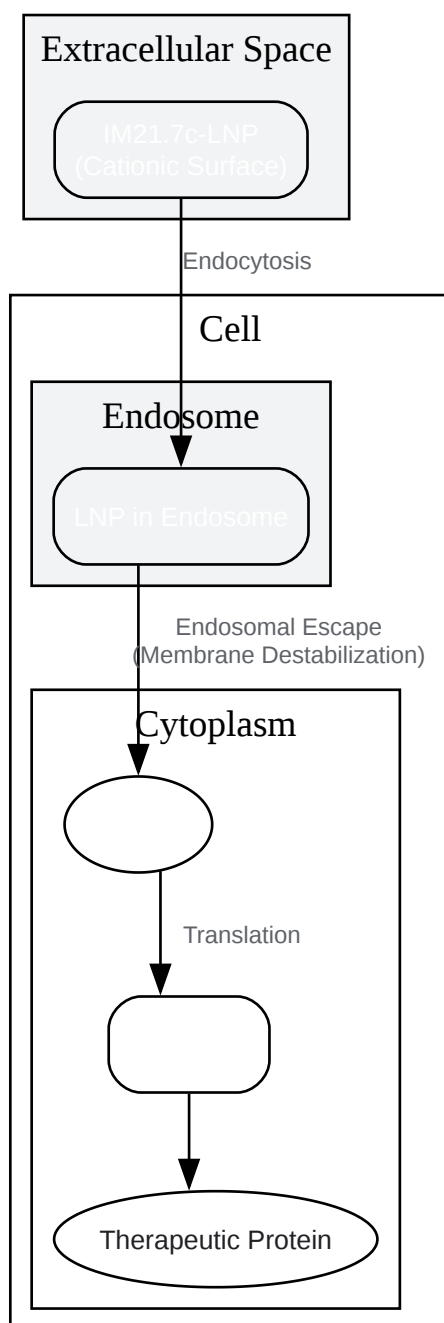 Extracellular Space
IM21.7c-LNP
(Cationic Surface)
Endocytosis
Cell
Endosome
LNP in Endosome
Endosomal Escape
(Membrane Destabilization)
Cytoplasm
Translation
Therapeutic Protein